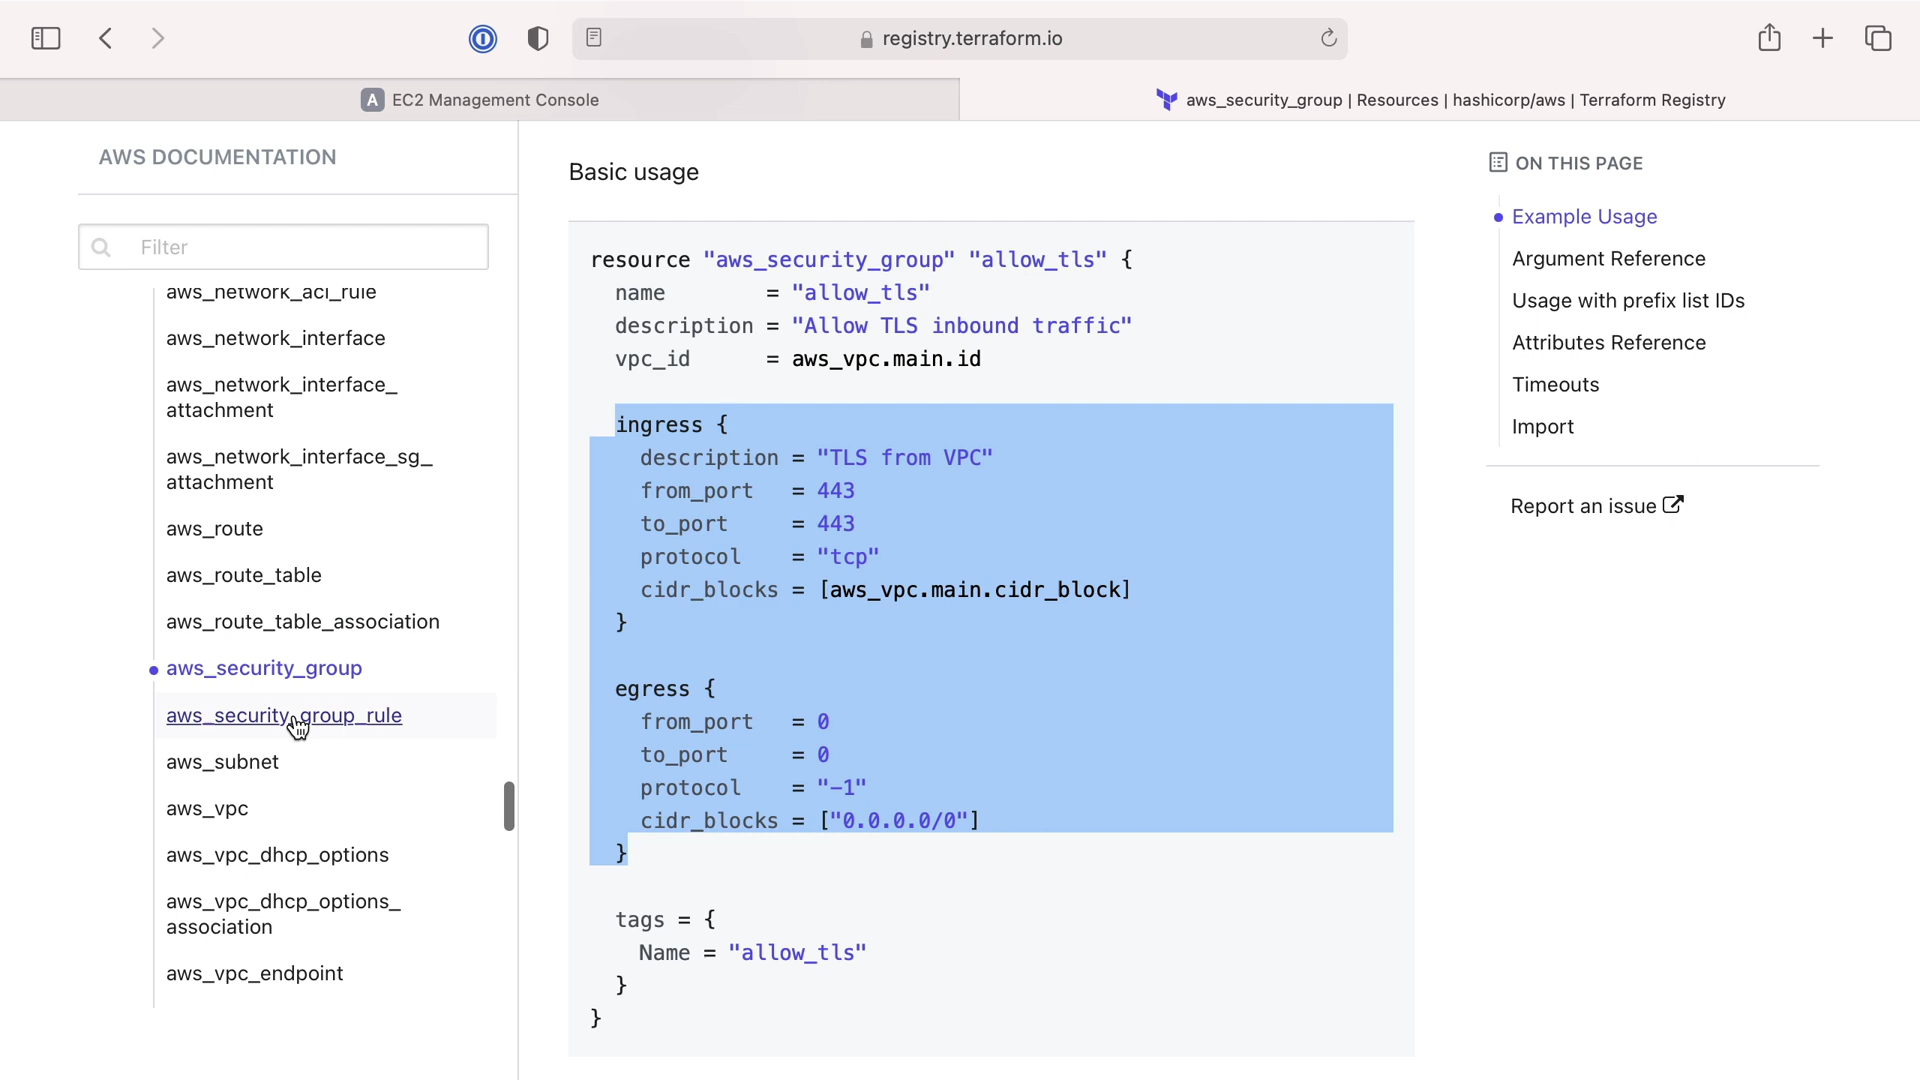 registry.terraform.io
A EC2 Management Console
aws_security_group | Resources | hashicorp/aws | Terraform Registry
AWS DOCUMENTATION
Filter
aws_network_acl_rule
aws_network_interface
aws_network_interface_
attachment
aws_network_interface_sg_
attachment
aws_route
aws_route_table
aws_route_table_association
aws_security_group
aws_security_group_rule
aws_subnet
aws_vpc
aws_vpc_dhcp_options
aws_vpc_dhcp_options_
association
aws_vpc_endpoint
Basic usage
resource "aws_security_group" "allow_tls" {
  name        = "allow_tls"
  description = "Allow TLS inbound traffic"
  vpc_id      = aws_vpc.main.id
  ingress {
    description = "TLS from VPC"
    from_port   = 443
    to_port     = 443
    protocol    = "tcp"
    cidr_blocks = [aws_vpc.main.cidr_block]
  }
  egress {
    from_port   = 0
    to_port     = 0
    protocol    = "-1"
    cidr_blocks = ["0.0.0.0/0"]
  }
  tags = {
    Name = "allow_tls"
  }
}
ON THIS PAGE
Example Usage
Argument Reference
Usage with prefix list IDs
Attributes Reference
Timeouts
Import
Report an issue